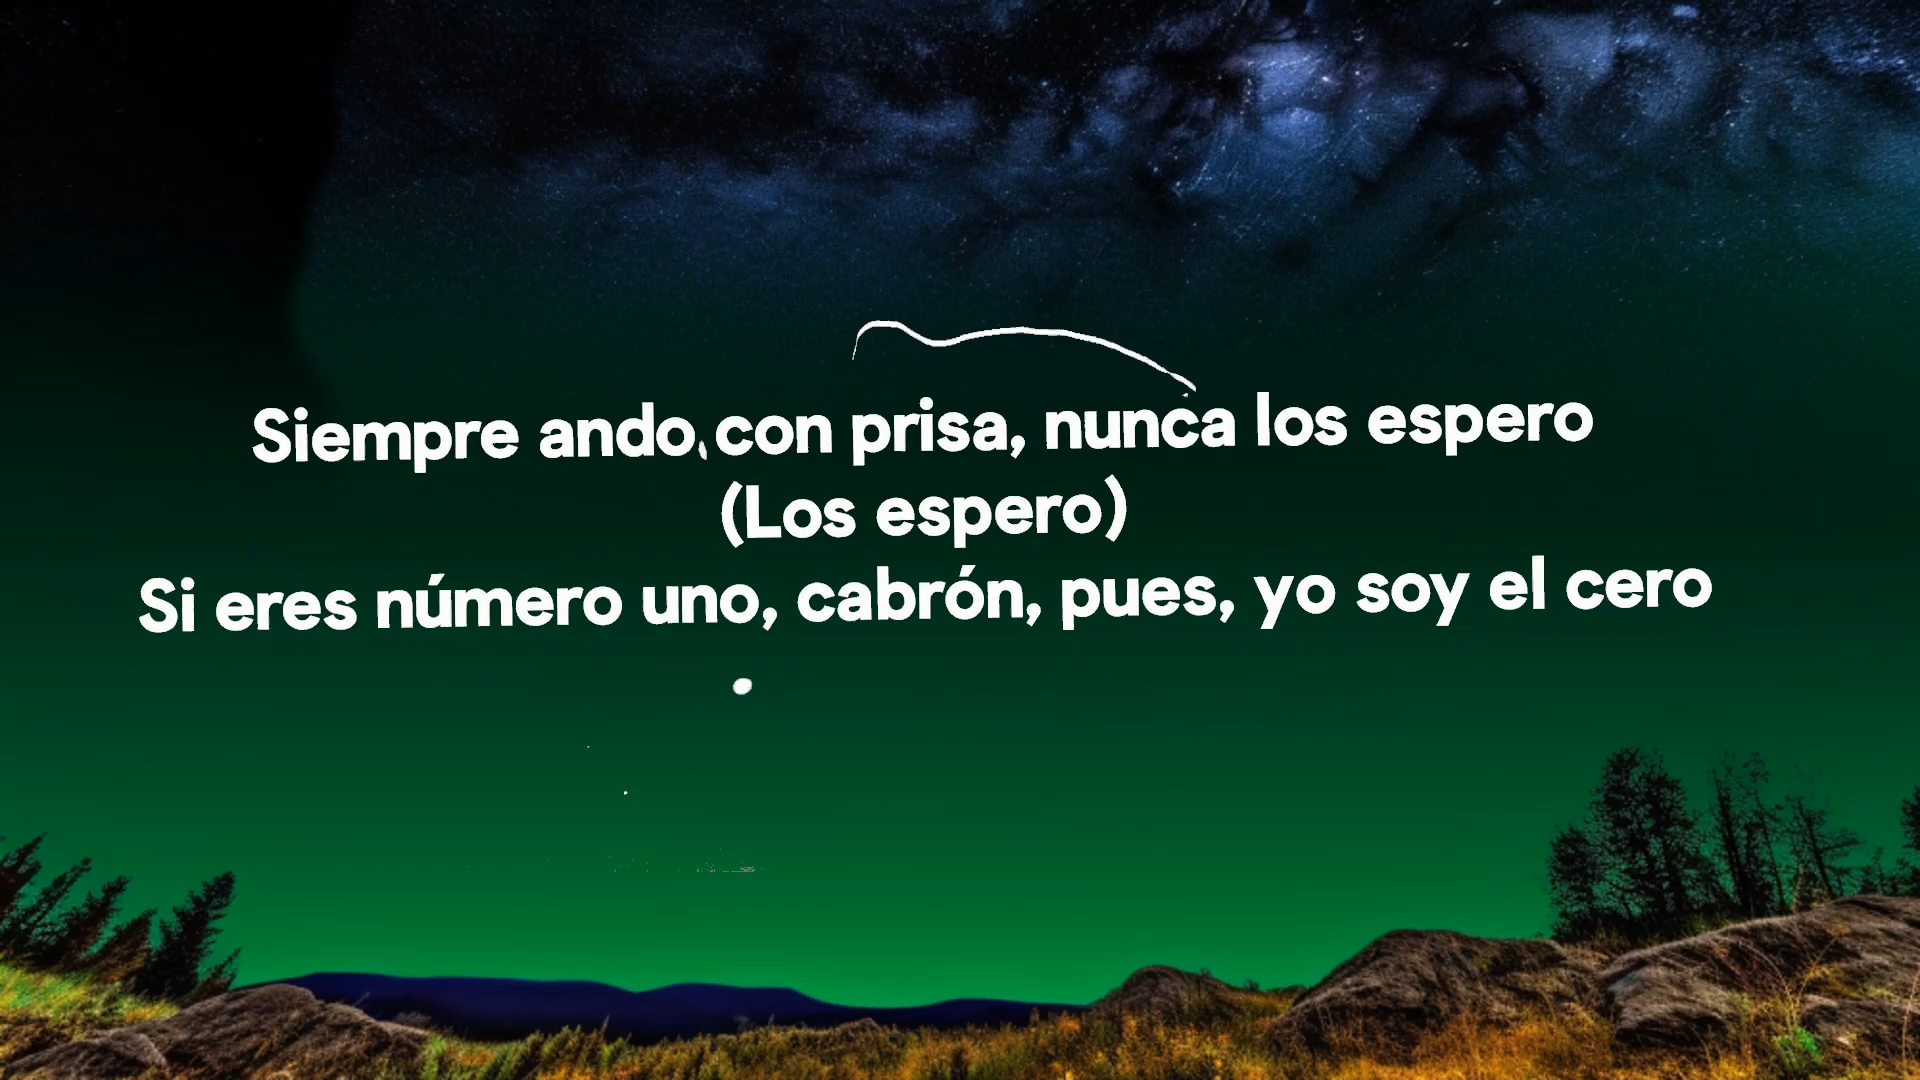 Siempre ando con prisa, nunca los espero
(Los espero)
Si eres número uno, cabrón, pues, yo soy el cero